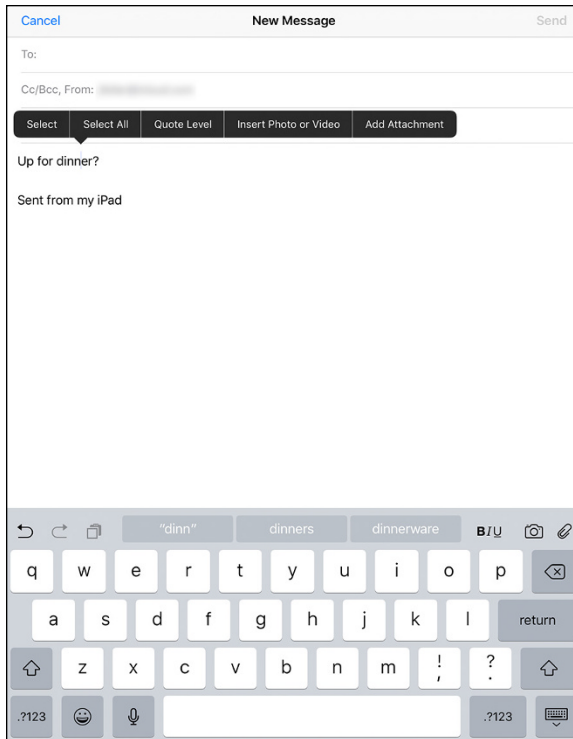 Cancel New Message Send
To:
Cc/Bcc, From:
Select Select All Quote Level Insert Photo or Video Add Attachment
Up for dinner?
Sent from my iPad
"dinn" dinners dinnerware BIU
q w e r t y u i o p
a s d f g h j k l return
z x c v b n m ! , ? .
.?123 .?123